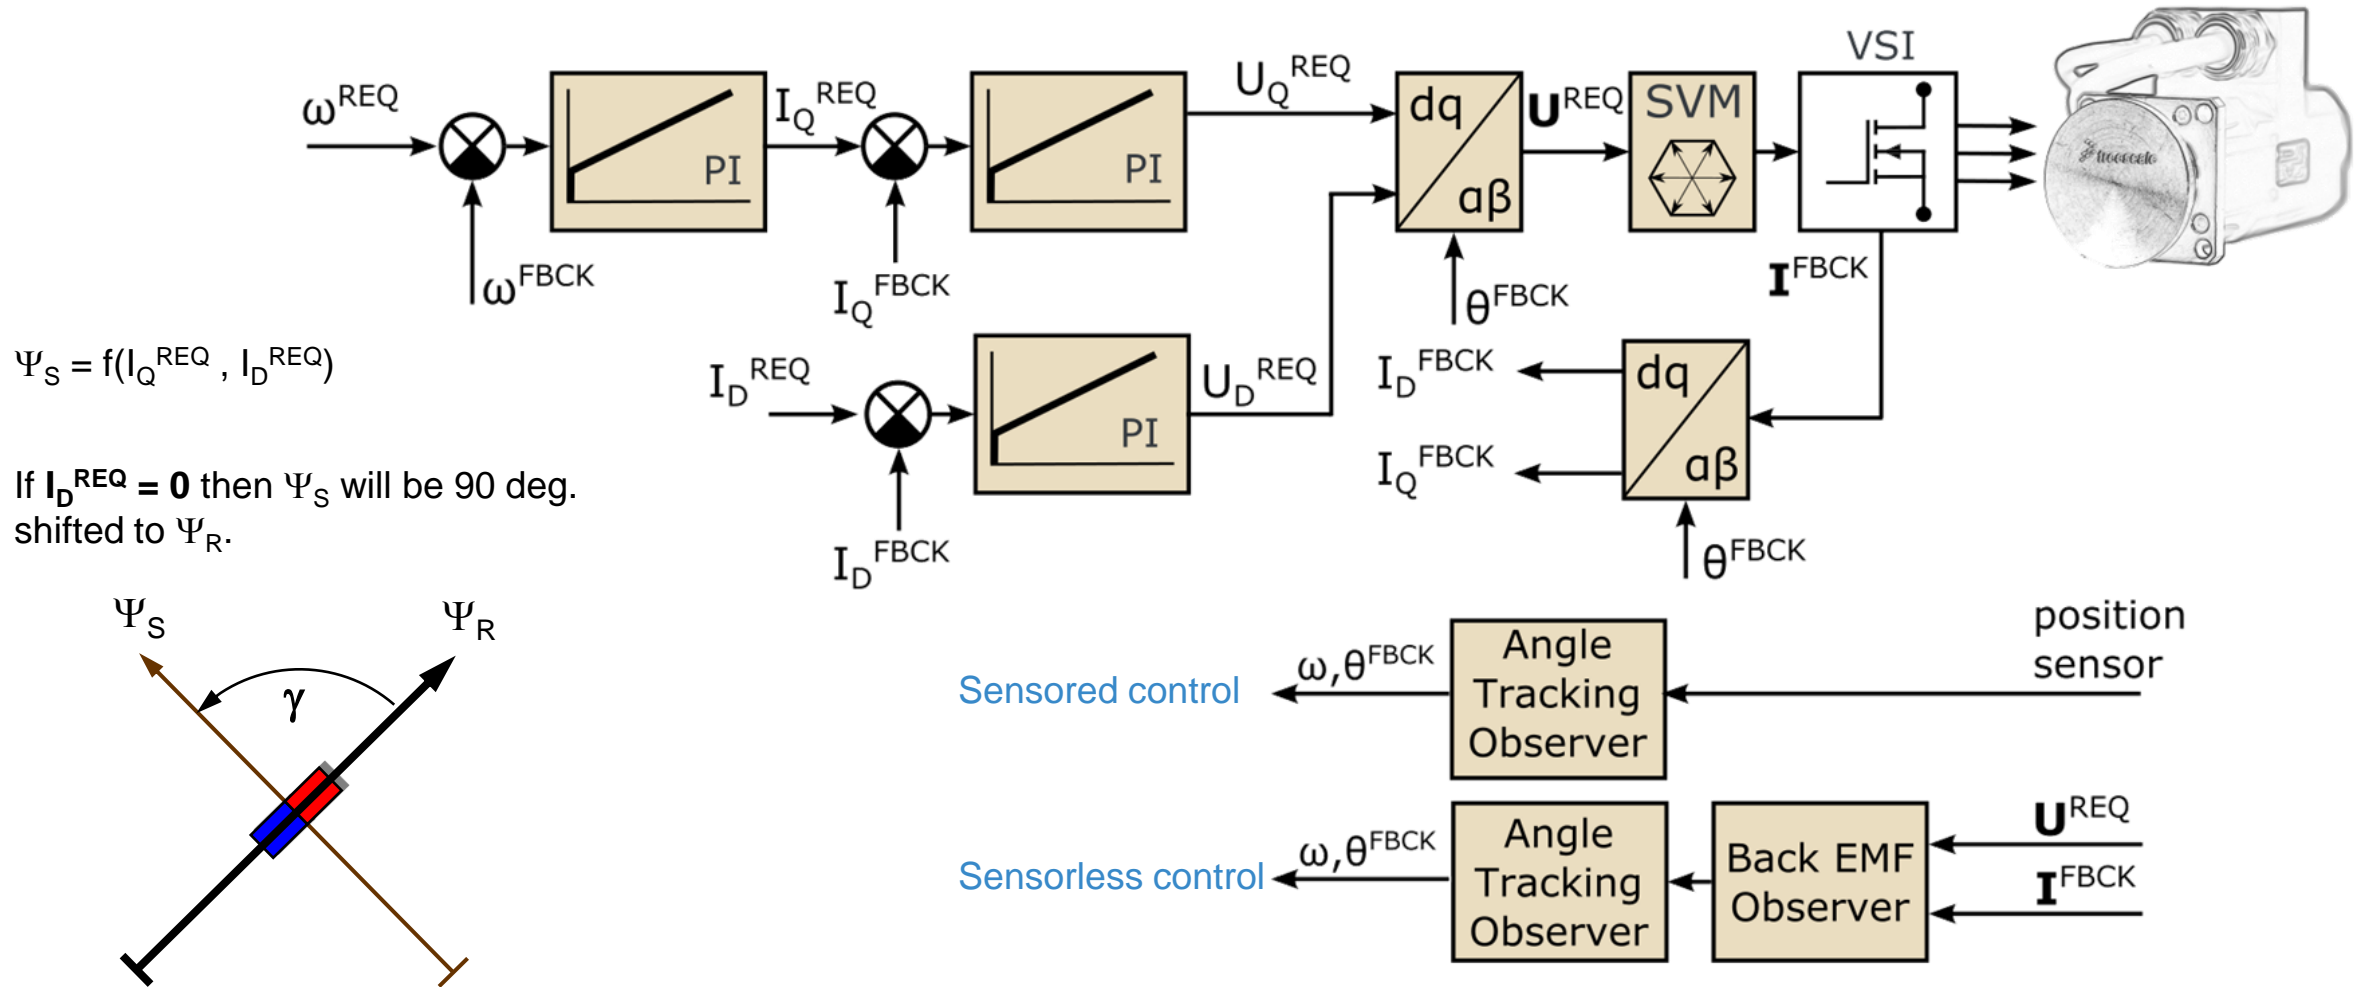 VSI
ω^REQ
I_Q^REQ
U_Q^REQ
dq
αβ
U^REQ
SVM
PI
PI
freescale
ω^FBCK
I_Q^FBCK
θ^FBCK
I^FBCK
Ψ_S = f(I_Q^REQ , I_D^REQ)
I_D^REQ
U_D^REQ
PI
I_D^FBCK
dq
αβ
I_Q^FBCK
If I_D^REQ = 0 then Ψ_S will be 90 deg.
shifted to Ψ_R.
I_D^FBCK
θ^FBCK
Ψ_S
Ψ_R
γ
Sensored control
ω,θ^FBCK
Angle
Tracking
Observer
position
sensor
Sensorless control
ω,θ^FBCK
Angle
Tracking
Observer
Back EMF
Observer
U^REQ
I^FBCK